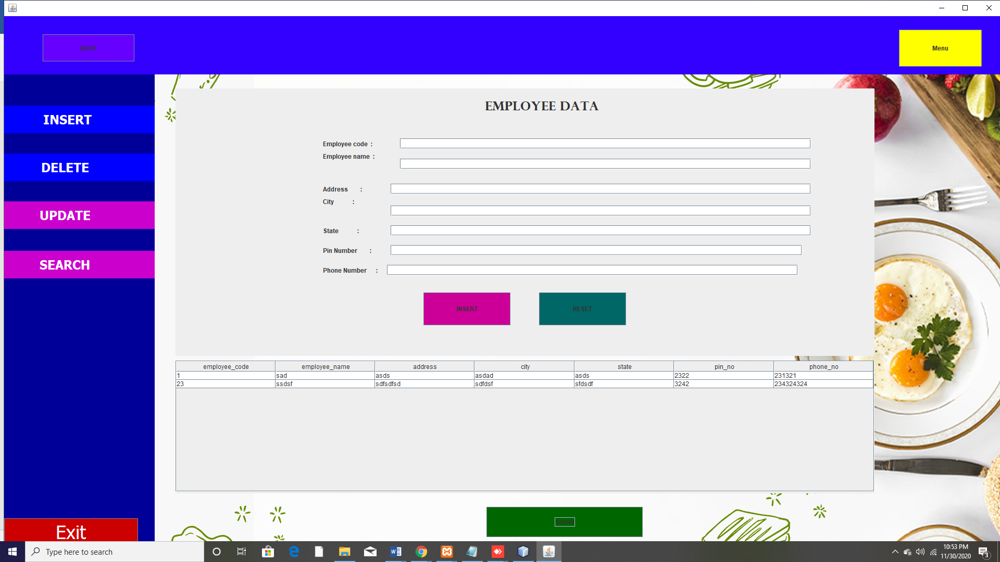 BACK
Menu
INSERT
DELETE
UPDATE
SEARCH
Exit
EMPLOYEE DATA
Employee code :
Employee name :
Address :
City :
State :
Pin Number :
Phone Number :
INSERT RESET
employee_code employee_name address city state pin_no phone_no
1 sad asds asdad asds 2322 231321
23 ssdsf sdfsdfsd sdfdsf sfdsdf 3242 234324324
SHOW
Type here to search
10:53 PM
11/30/2020
3